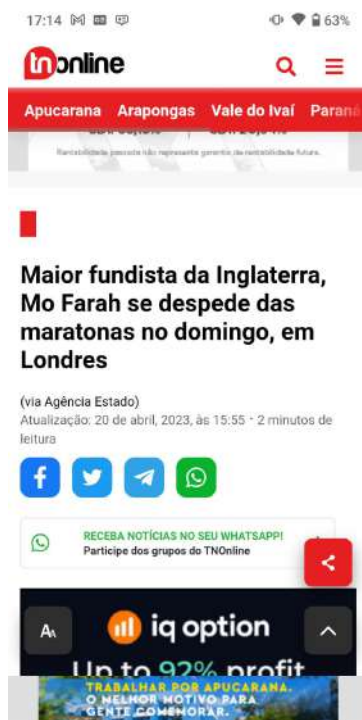 17:14
63%
tnonline
Apucarana Arapongas Vale do Ivaí Paraná
Rentabilidade passada não representa garantia de rentabilidade futura.
Maior fundista da Inglaterra,
Mo Farah se despede das
maratonas no domingo, em
Londres
(via Agência Estado)
Atualização: 20 de abril, 2023, às 15:55 · 2 minutos de
leitura
RECEBA NOTÍCIAS NO SEU WHATSAPP!
Participe dos grupos do TNOnline
AA
iq option
Up to 92% profit
TRABALHAR POR APUCARANA.
O MELHOR MOTIVO PARA
GENTE COMEMORAR.